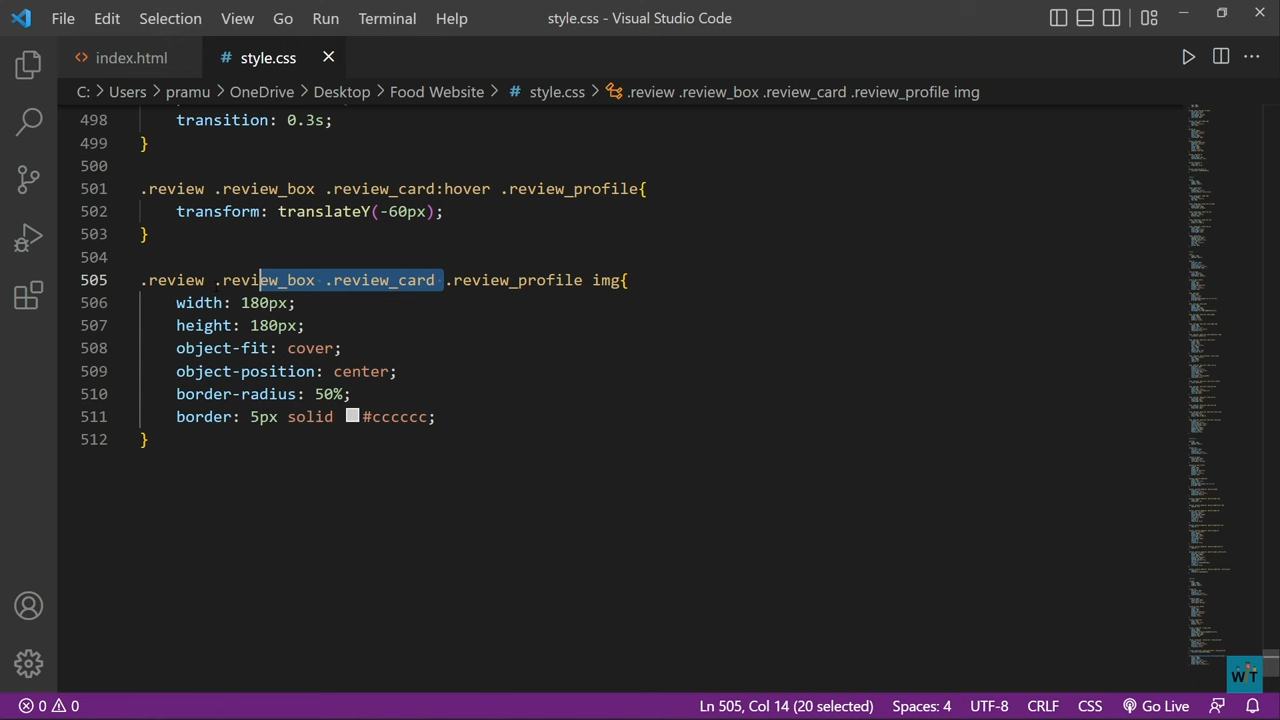 File Edit Selection View Go Run Terminal Help style.css - Visual Studio Code
index.html # style.css
C: > Users > pramu > OneDrive > Desktop > Food Website > # style.css > .review .review_box .review_card .review_profile img
498 transition: 0.3s;
499 }
500
501 .review .review_box .review_card:hover .review_profile{
502 transform: translateY(-60px);
503 }
504
505 .review .review_box .review_card .review_profile img{
506 width: 180px;
507 height: 180px;
508 object-fit: cover;
509 object-position: center;
510 border-radius: 50%;
511 border: 5px solid #cccccc;
512 }
WT
0 0 Ln 505, Col 14 (20 selected) Spaces: 4 UTF-8 CRLF CSS Go Live